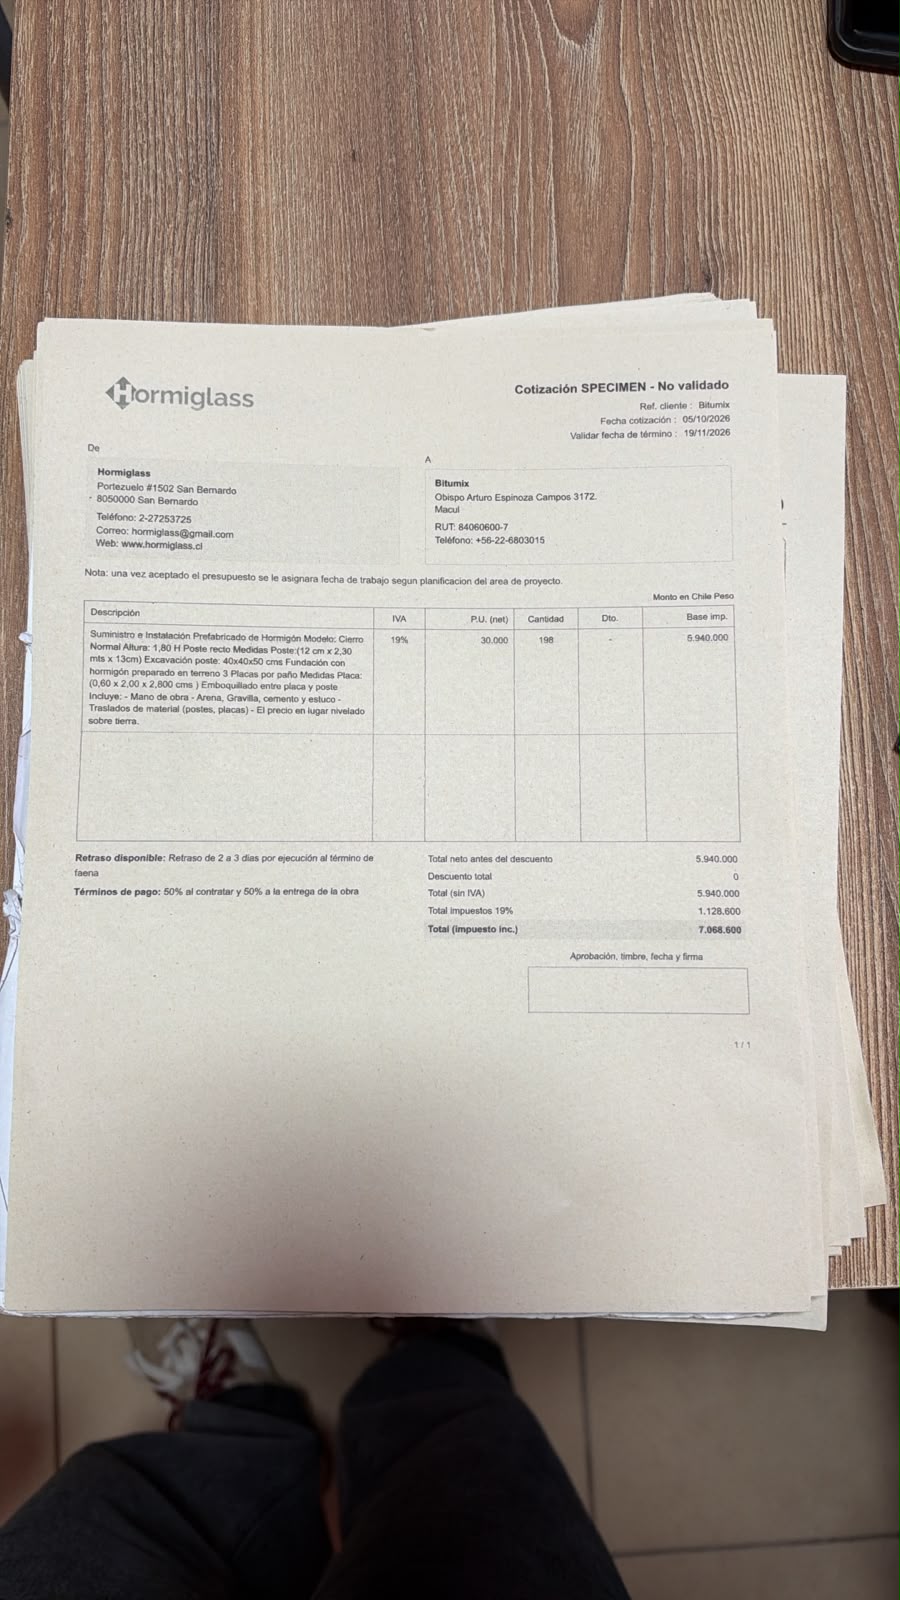 Hormiglass
Cotización SPECIMEN - No validado
Ref. cliente : Bitumix
Fecha cotización : 05/10/2026
Validar fecha de término : 19/11/2026
De
Hormiglass
Portezuelo #1502 San Bernardo
8050000 San Bernardo
Teléfono: 2-27253725
Correo: hormiglass@gmail.com
Web: www.hormiglass.cl
A
Bitumix
Obispo Arturo Espinoza Campos 3172.
Macul
RUT: 84060600-7
Teléfono: +56-22-6803015
Nota: una vez aceptado el presupuesto se le asignara fecha de trabajo segun planificacion del area de proyecto.
Monto en Chile Peso
Descripción IVA P.U. (net) Cantidad Dto. Base imp.
Suministro e Instalación Prefabricado de Hormigón Modelo: Cierro 19% 30.000 198 - 5.940.000
Normal Altura: 1,80 H Poste recto Medidas Poste:(12 cm x 2,30
mts x 13cm) Excavación poste: 40x40x50 cms Fundación con
hormigón preparado en terreno 3 Placas por paño Medidas Placa:
(0,60 x 2,00 x 2,800 cms ) Emboquillado entre placa y poste
Incluye: - Mano de obra - Arena, Gravilla, cemento y estuco -
Traslados de material (postes, placas) - El precio en lugar nivelado
sobre tierra.
Retraso disponible: Retraso de 2 a 3 dias por ejecución al término de
faena
Términos de pago: 50% al contratar y 50% a la entrega de la obra
Total neto antes del descuento 5.940.000
Descuento total 0
Total (sin IVA) 5.940.000
Total impuestos 19% 1.128.600
Total (impuesto inc.) 7.068.600
Aprobación, timbre, fecha y firma
1 / 1